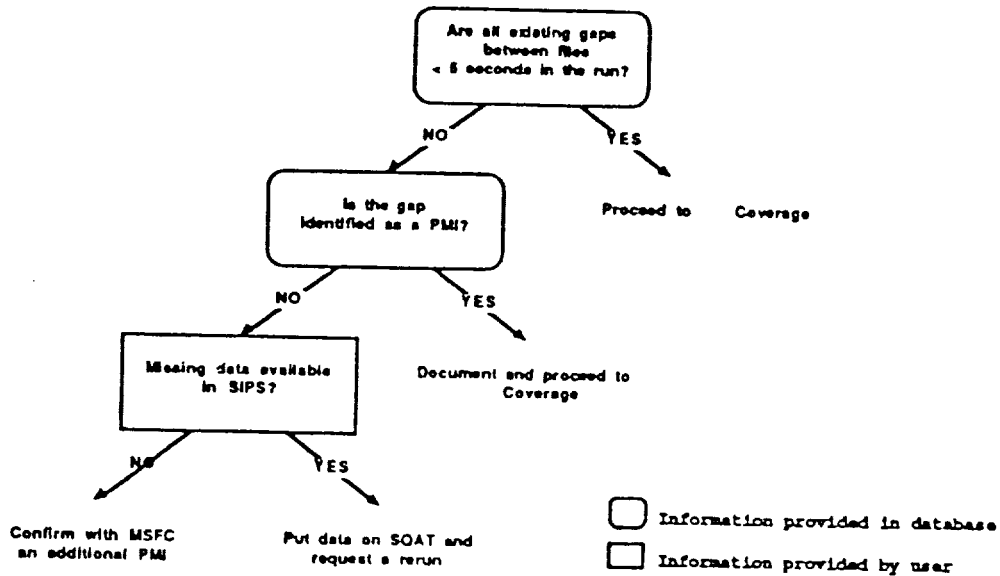 Are all existing gaps
between files
< 5 seconds in the run?
NO
YES
Is the gap
identified as a PMI?
Proceed to Coverage
NO
YES
Missing data available
in SIPS?
Document and proceed to
Coverage
NO
YES
Confirm with MSFC
an additional PMI
Put data on SOAT and
request a rerun
Information provided in database
Information provided by user